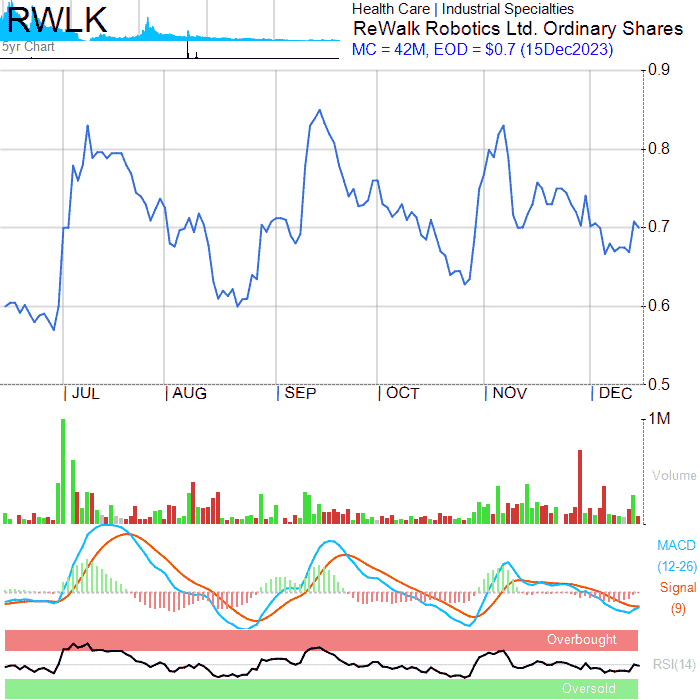 RWLK
5yr Chart
Health Care | Industrial Specialties
ReWalk Robotics Ltd. Ordinary Shares
MC = 42M, EOD = $0.7 (15Dec2023)
0.9
0.8
0.7
0.6
0.5
JUL AUG SEP OCT NOV DEC
1M
Volume
MACD
(12-26)
Signal
(9)
Overbought
RSI(14)
Oversold